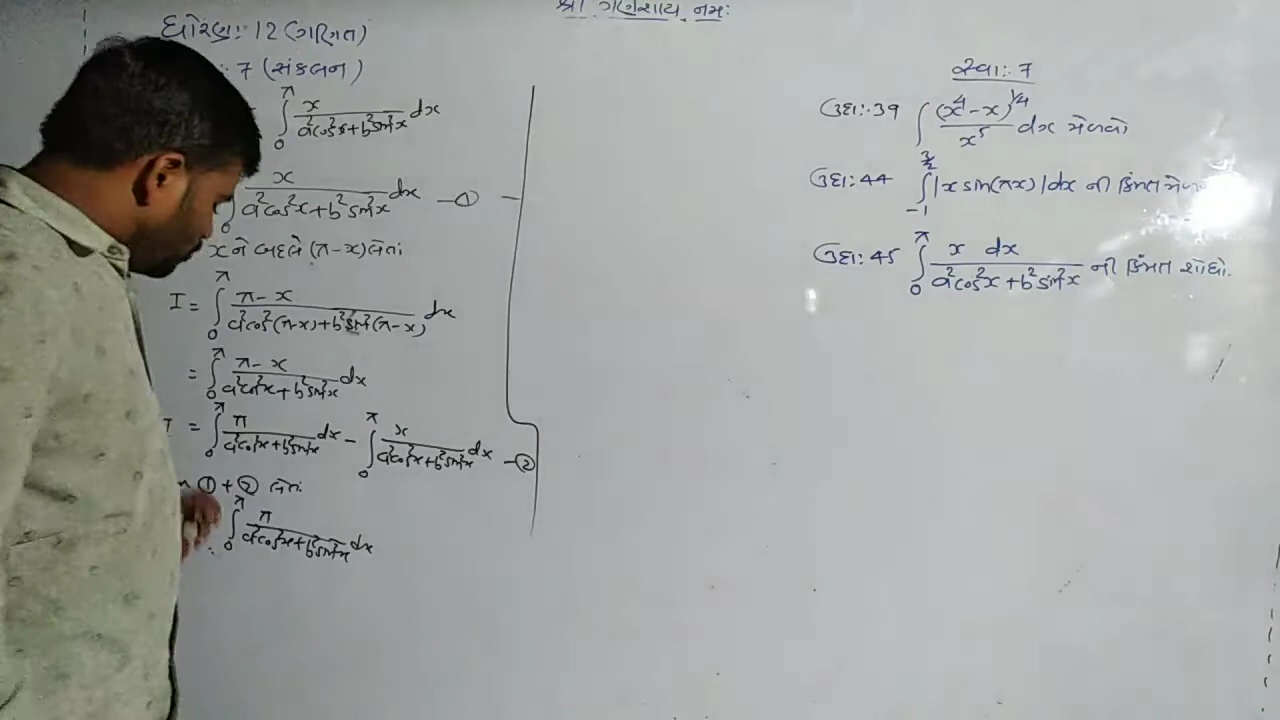 શ્રી ગણેશાય નમઃ
ધોરણઃ 12 (ગણિત)
: 7 (સંકલન)
∫₀^π x / (a²cos²x + b²sin²x) dx
∫₀ x / (a²cos²x + b²sin²x) dx —①
x ને બદલે (π-x) લેતાં
I = ∫₀^π (π-x) / (a²cos²(π-x) + b²sin²(π-x)) dx
= ∫₀^π (π-x) / (a²cos²x + b²sin²x) dx
I = ∫₀^π π / (a²cos²x + b²sin²x) dx - ∫₀^π x / (a²cos²x + b²sin²x) dx —②
① + ② લેતાં
∫₀^π π / (a²cos²x + b²sin²x) dx
સ્વાઃ 7
ઉદાઃ 39 ∫ (x⁴-x)^(1/4) / x⁵ dx મેળવો
ઉદાઃ 44 ∫₋₁^(3/2) |x sin(πx)| dx ની કિંમત
ઉદાઃ 45 ∫₀^π x dx / (a²cos²x + b²sin²x) ની કિંમત શોધો.